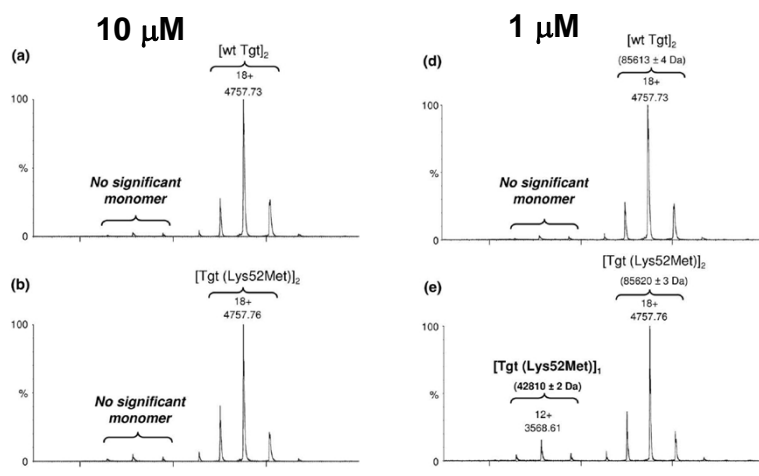 10 μM
1 μM
(a)
[wt Tgt]2
18+
4757.73
100
%
0
No significant
monomer
(d)
[wt Tgt]2
(85613 ± 4 Da)
18+
4757.73
100
%
0
No significant
monomer
(b)
[Tgt (Lys52Met)]2
18+
4757.76
100
%
0
No significant
monomer
(e)
[Tgt (Lys52Met)]2
(85620 ± 3 Da)
18+
4757.76
100
%
0
[Tgt (Lys52Met)]1
(42810 ± 2 Da)
12+
3568.61